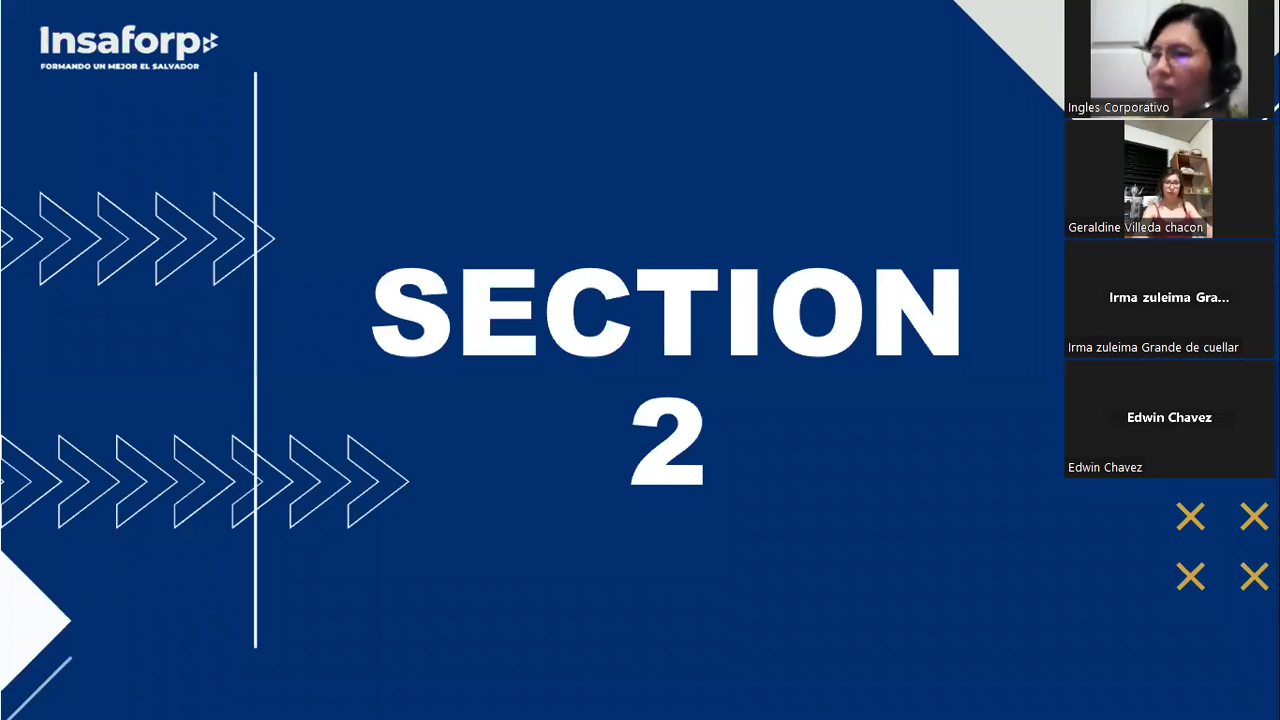 Insaforp
FORMANDO UN MEJOR EL SALVADOR
SECTION
2
Ingles Corporativo
Geraldine Villeda chacon
Irma zuleima Gra...
Irma zuleima Grande de cuellar
Edwin Chavez
Edwin Chavez